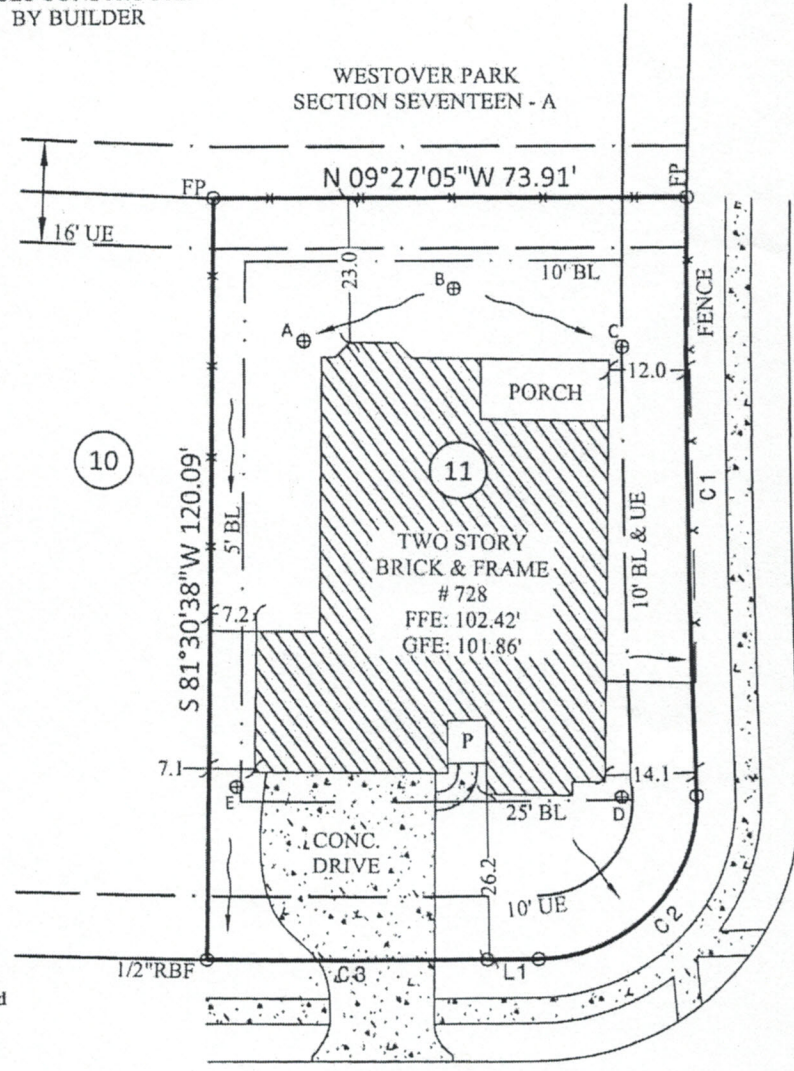 BY BUILDER
WESTOVER PARK
SECTION SEVENTEEN - A
N 09°27'05"W 73.91'
FP
FP
16' UE
23.0
B
10' BL
A
C
FENCE
12.0
PORCH
10
11
C1
S 81°30'38"W 120.09'
5' BL
10' BL & UE
TWO STORY
BRICK & FRAME
# 728
FFE: 102.42'
GFE: 101.86'
7.2
P
7.1
14.1
E
25' BL
D
CONC.
DRIVE
26.2
10' UE
C2
1/2"RBF
C3
L1